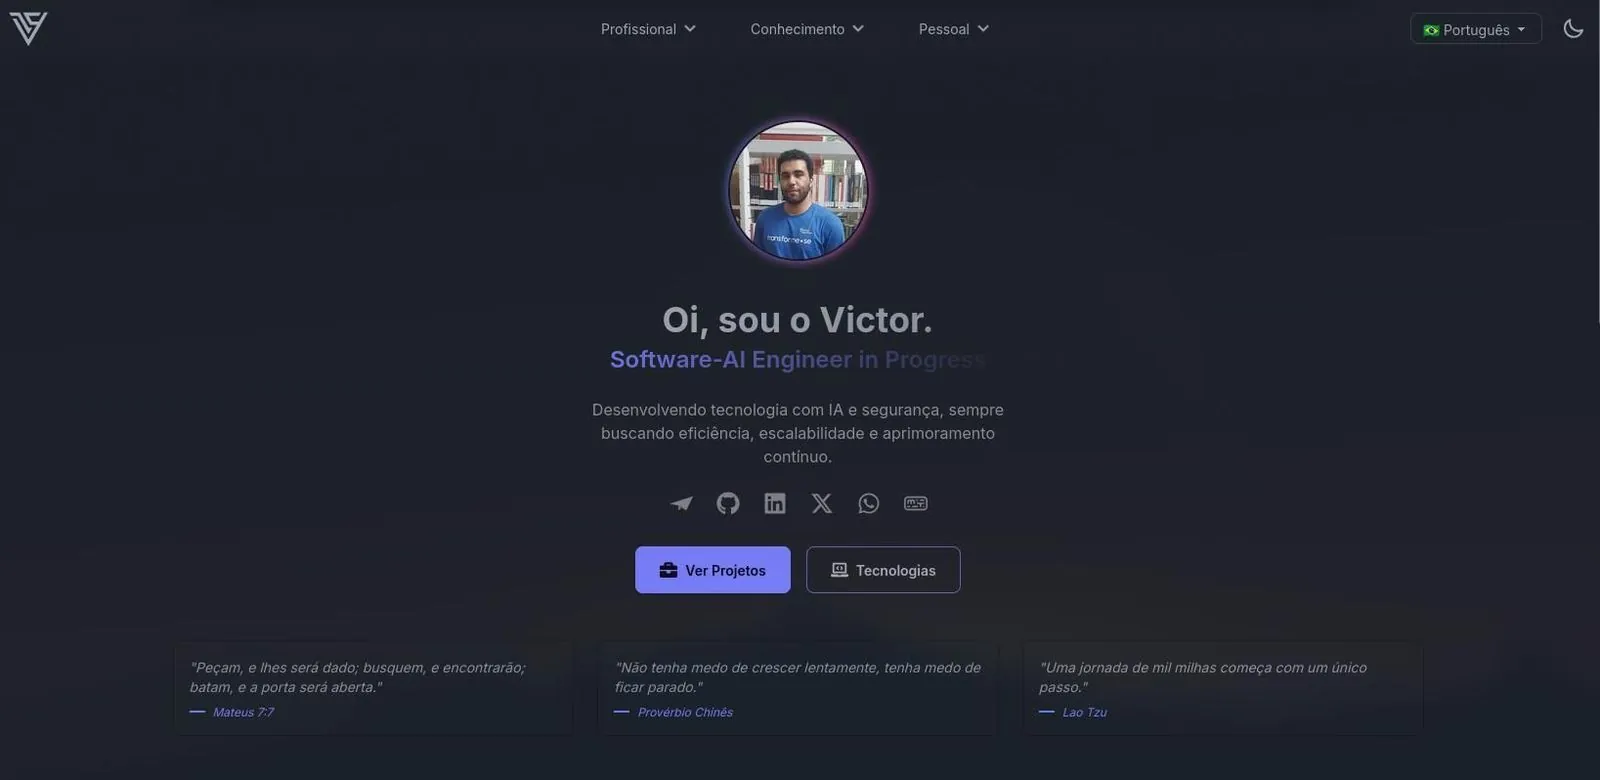 Profissional
Conhecimento
Pessoal
Português
transforme•se
Oi, sou o Victor.
Software-AI Engineer in Progress
Desenvolvendo tecnologia com IA e segurança, sempre
buscando eficiência, escalabilidade e aprimoramento
contínuo.
Ver Projetos
Tecnologias
"Peçam, e lhes será dado; busquem, e encontrarão;
batam, e a porta será aberta."
Mateus 7:7
"Não tenha medo de crescer lentamente, tenha medo de
ficar parado."
Provérbio Chinês
"Uma jornada de mil milhas começa com um único
passo."
Lao Tzu